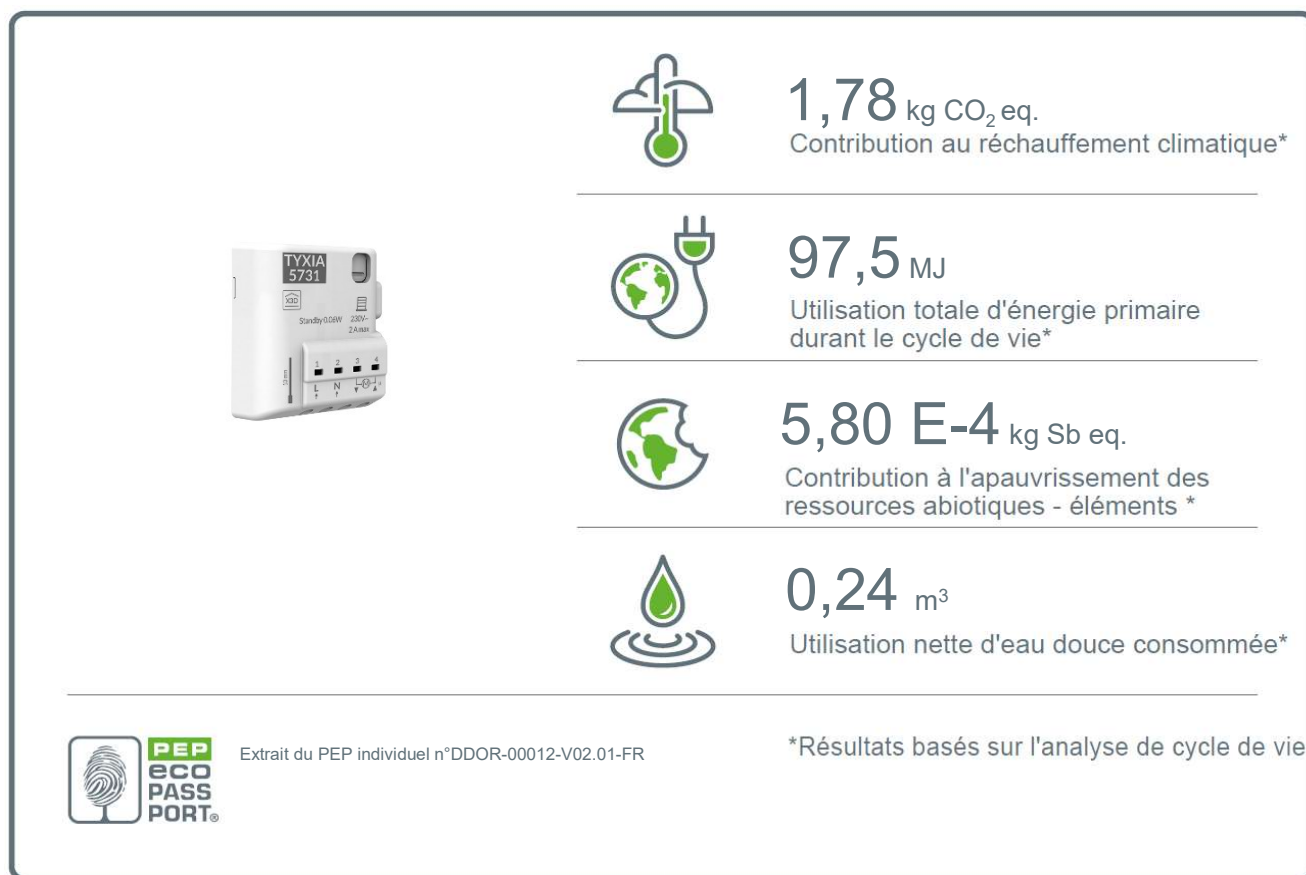 1,78 kg CO₂ eq.
Contribution au réchauffement climatique*
97,5 MJ
Utilisation totale d'énergie primaire
durant le cycle de vie*
TYXIA
5731
X3D
Standby 0.06W
230V~
2 A max
1 2 3 4
L N M
5,80 E-4 kg Sb eq.
Contribution à l'apauvrissement des
ressources abiotiques - éléments *
0,24 m³
Utilisation nette d'eau douce consommée*
PEP
eco
PASS
PORT®
Extrait du PEP individuel n°DDOR-00012-V02.01-FR
*Résultats basés sur l'analyse de cycle de vie